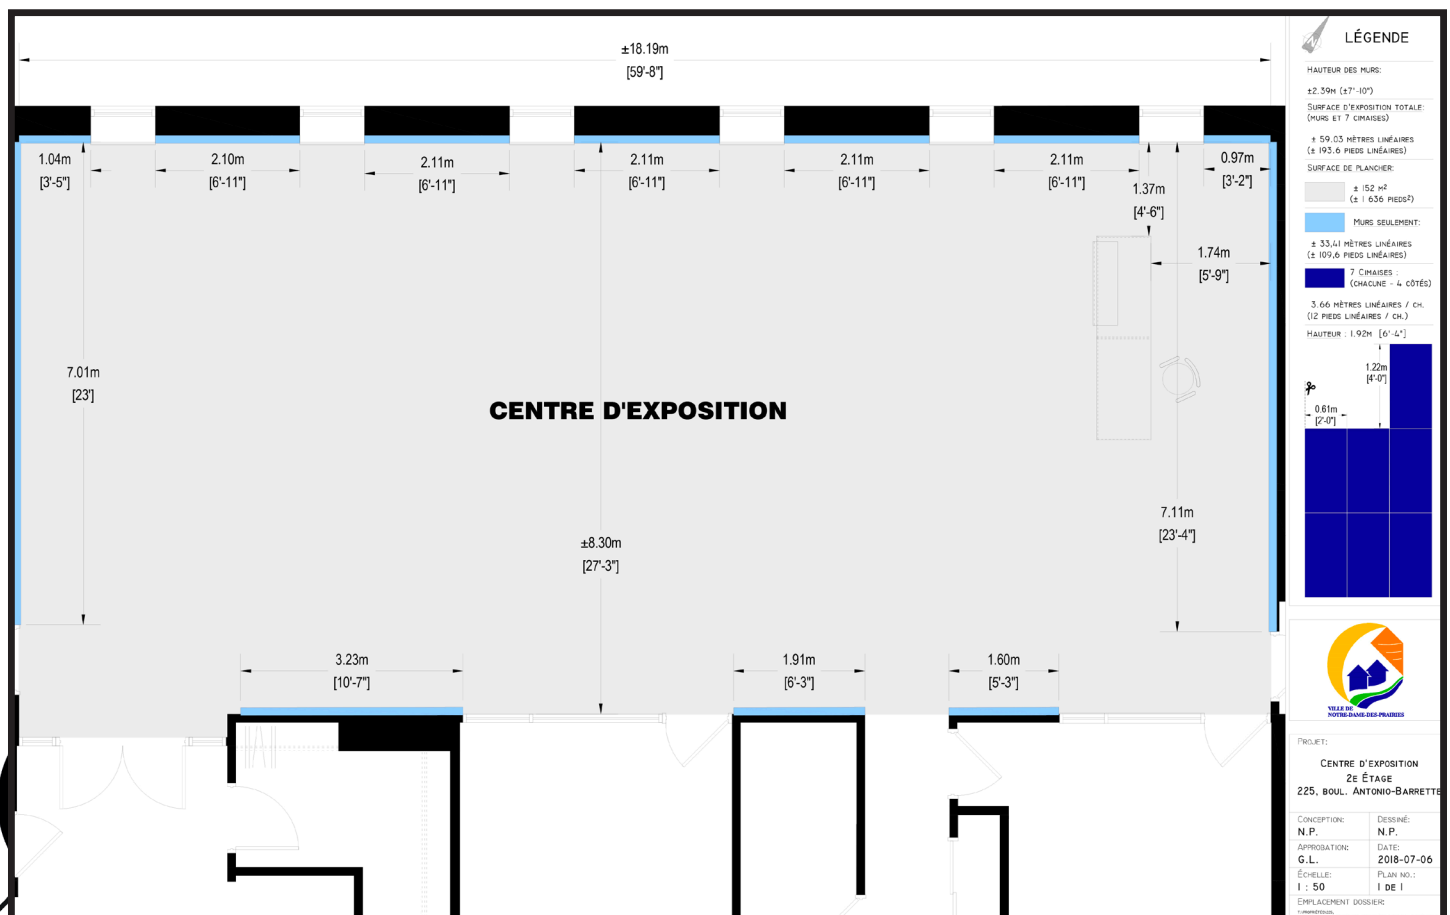 ±18.19m
[59'-8"]
1.04m
[3'-5"]
2.10m
[6'-11"]
2.11m
[6'-11"]
2.11m
[6'-11"]
2.11m
[6'-11"]
2.11m
[6'-11"]
0.97m
[3'-2"]
1.37m
[4'-6"]
1.74m
[5'-9"]
7.01m
[23']
CENTRE D'EXPOSITION
7.11m
[23'-4"]
±8.30m
[27'-3"]
3.23m
[10'-7"]
1.91m
[6'-3"]
1.60m
[5'-3"]
N
LÉGENDE
HAUTEUR DES MURS:
±2.39M (±7'-10")
SURFACE D'EXPOSITION TOTALE:
(MURS ET 7 CIMAISES)
± 59.03 MÈTRES LINÉAIRES
(± 193.6 PIEDS LINÉAIRES)
SURFACE DE PLANCHER:
± 152 M²
(± 1 636 PIEDS²)
MURS SEULEMENT:
± 33,41 MÈTRES LINÉAIRES
(± 109,6 PIEDS LINÉAIRES)
7 CIMAISES :
(CHACUNE - 4 CÔTÉS)
3.66 MÈTRES LINÉAIRES / CH.
(12 PIEDS LINÉAIRES / CH.)
HAUTEUR : 1.92M [6'-4"]
1.22m
[4'-0"]
0.61m
[2'-0"]
VILLE DE
NOTRE-DAME-DES-PRAIRIES
PROJET:
CENTRE D'EXPOSITION
2E ÉTAGE
225, BOUL. ANTONIO-BARRETTE
CONCEPTION:
N.P.
DESSINÉ:
N.P.
APPROBATION:
G.L.
DATE:
2018-07-06
ÉCHELLE:
1 : 50
PLAN NO.:
1 DE 1
EMPLACEMENT DOSSIER: